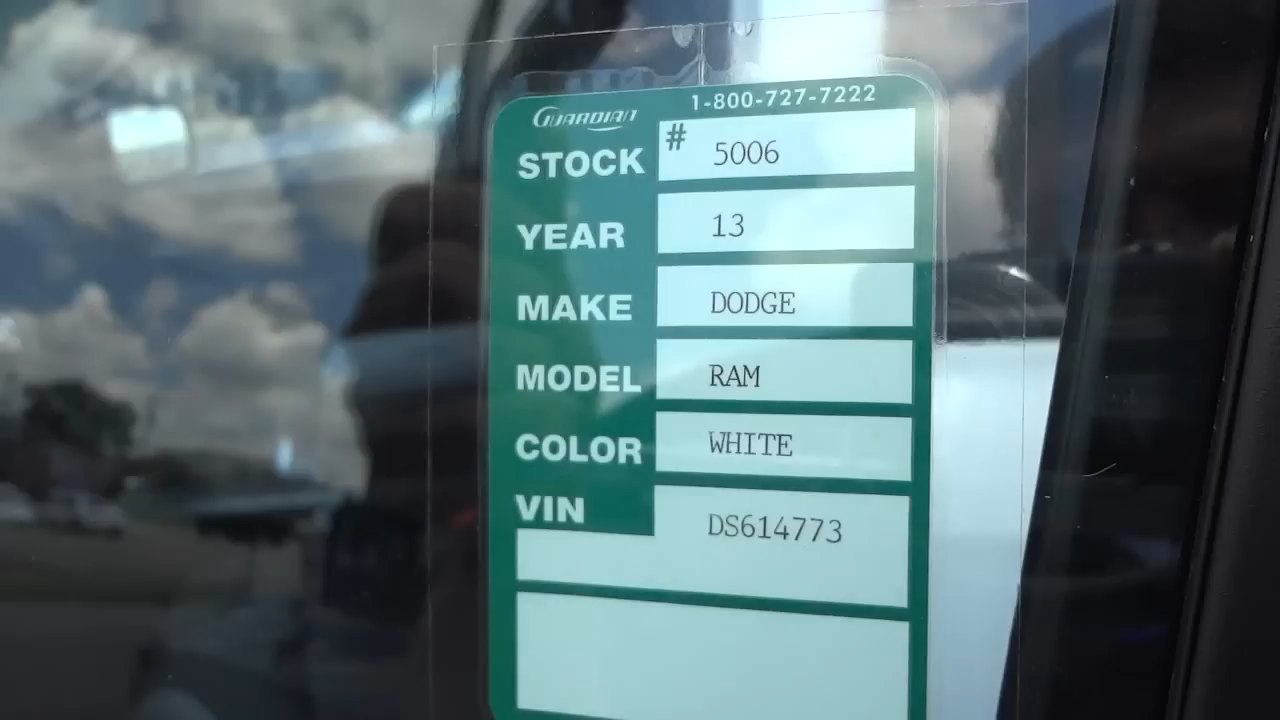 GUARDIAN 1-800-727-7222
STOCK # 5006
YEAR 13
MAKE DODGE
MODEL RAM
COLOR WHITE
VIN DS614773